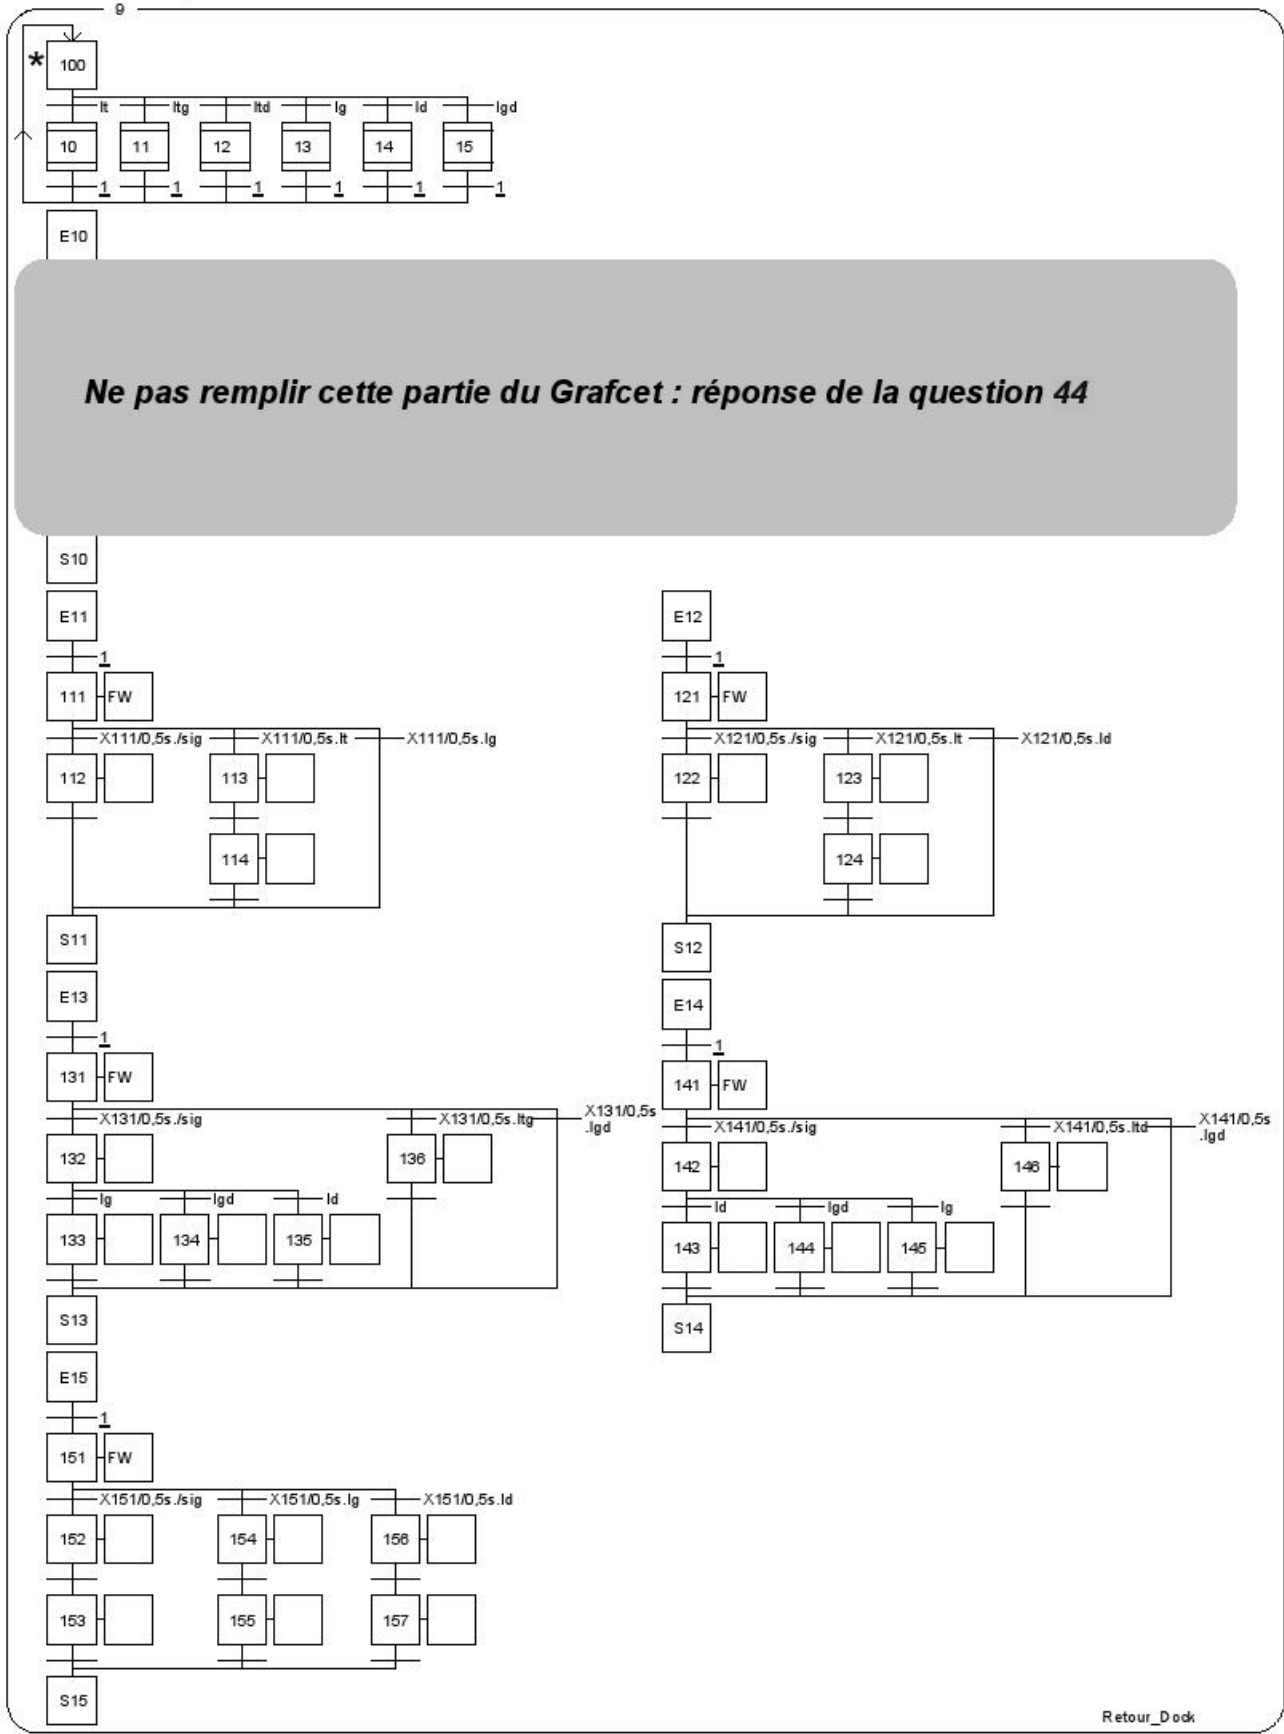 9
* 100
It Itg Itd Ig Id Igd
10 11 12 13 14 15
1 1 1 1 1 1
E10
Ne pas remplir cette partie du Grafcet : réponse de la question 44
S10
E11
1
111 FW
X111/0,5s./sig X111/0,5s.It X111/0,5s.Ig
112 113
114
S11
E12
1
121 FW
X121/0,5s./sig X121/0,5s.It X121/0,5s.Id
122 123
124
S12
E13
1
131 FW
X131/0,5s./sig X131/0,5s.Itg X131/0,5s
.Igd
132 136
Ig Igd Id
133 134 135
S13
E14
1
141 FW
X141/0,5s./sig X141/0,5s.Itd X141/0,5s
.Igd
142 146
Id Igd Ig
143 144 145
S14
E15
1
151 FW
X151/0,5s./sig X151/0,5s.Ig X151/0,5s.Id
152 154 156
153 155 157
S15
Retour_Dock